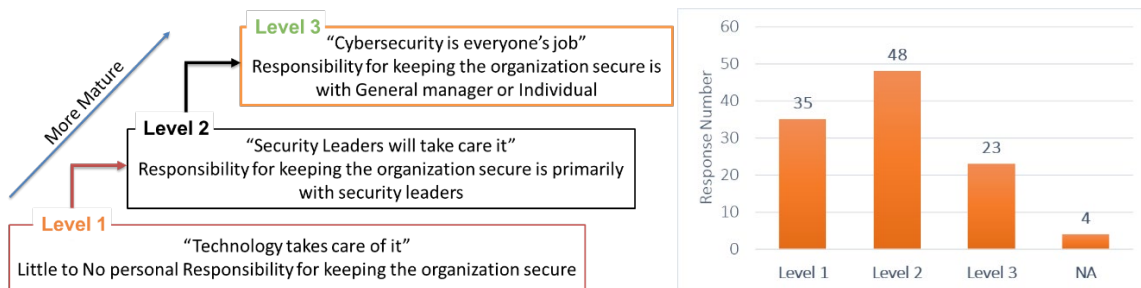 Level 3
“Cybersecurity is everyone’s job”
Responsibility for keeping the organization secure is
with General manager or Individual
More Mature
Level 2
“Security Leaders will take care it”
Responsibility for keeping the organization secure is primarily
with security leaders
Level 1
“Technology takes care of it”
Little to No personal Responsibility for keeping the organization secure
Response Number
60
50
40
30
20
10
0
35
48
23
4
Level 1
Level 2
Level 3
NA